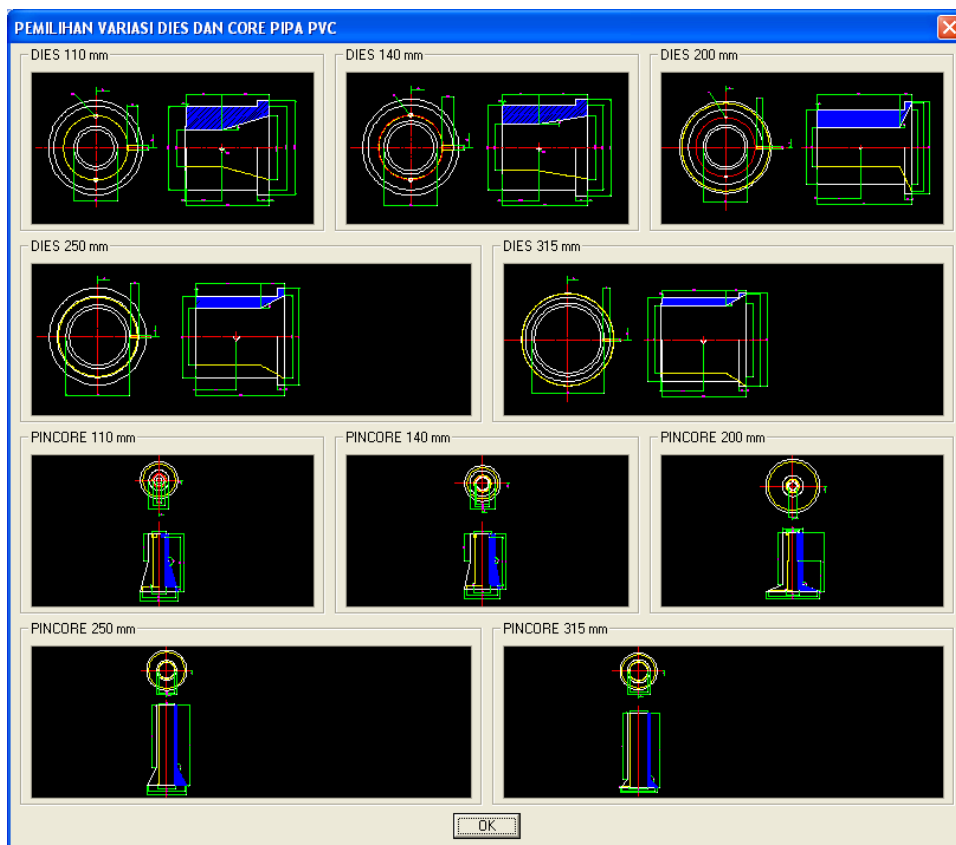 PEMILIHAN VARIASI DIES DAN CORE PIPA PVC
DIES 110 mm
DIES 140 mm
DIES 200 mm
DIES 250 mm
DIES 315 mm
PINCORE 110 mm
PINCORE 140 mm
PINCORE 200 mm
PINCORE 250 mm
PINCORE 315 mm
OK